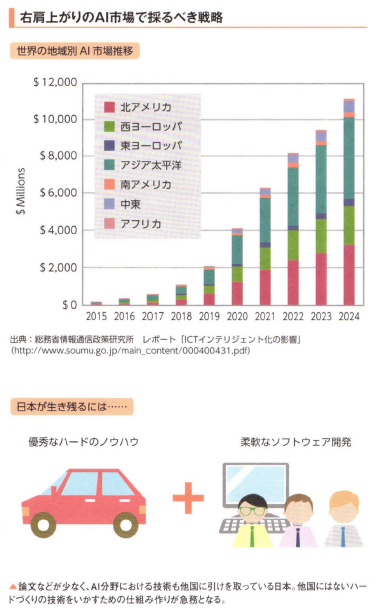 右肩上がりのAI市場で採るべき戦略
世界の地域別 AI 市場推移
$ Millions
$ 12,000
$ 10,000
$ 8,000
$ 6,000
$ 4,000
$ 2,000
$ 0
北アメリカ
西ヨーロッパ
東ヨーロッパ
アジア太平洋
南アメリカ
中東
アフリカ
2015 2016 2017 2018 2019 2020 2021 2022 2023 2024
出典：総務省情報通信政策研究所 レポート「ICTインテリジェント化の影響」
（http://www.soumu.go.jp/main_content/000400431.pdf）
日本が生き残るには……
優秀なハードのノウハウ
柔軟なソフトウェア開発
▲論文などが少なく、AI分野における技術も他国に引けを取っている日本。他国にはないハー
ドづくりの技術をいかすための仕組み作りが急務となる。